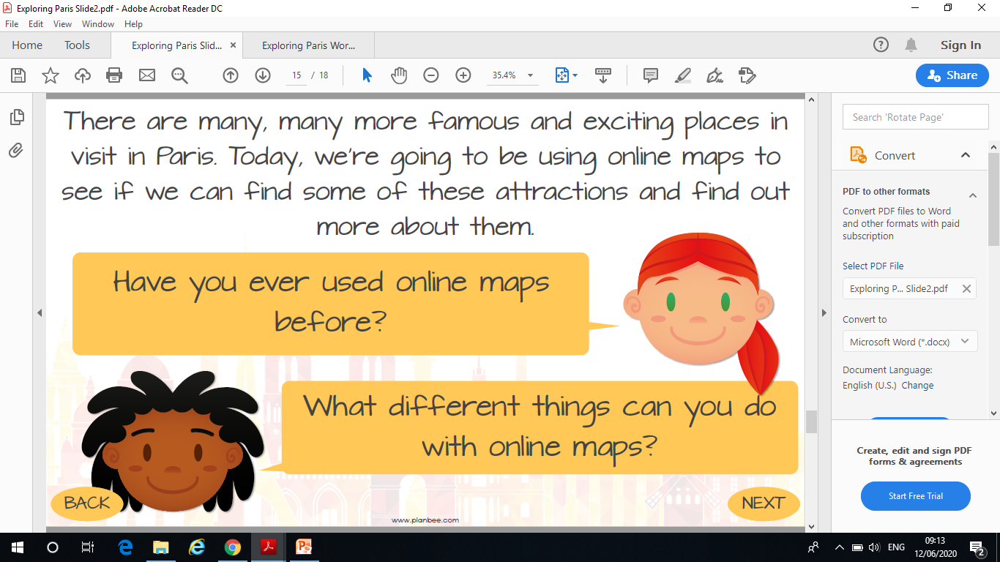 Exploring Paris Slide2.pdf - Adobe Acrobat Reader DC
File Edit View Window Help
Home Tools Exploring Paris Slid... × Exploring Paris Wor... Sign In
15 / 18 35.4% Share
There are many, many more famous and exciting places in
visit in Paris. Today, we're going to be using online maps to
see if we can find some of these attractions and find out
more about them.
Have you ever used online maps
before?
What different things can you do
with online maps?
BACK
NEXT
www.planbee.com
Search 'Rotate Page'
Convert
PDF to other formats
Convert PDF files to Word
and other formats with paid
subscription
Select PDF File
Exploring P... Slide2.pdf
Convert to
Microsoft Word (*.docx)
Document Language:
English (U.S.) Change
Create, edit and sign PDF
forms & agreements
Start Free Trial
ENG
09:13
12/06/2020
2